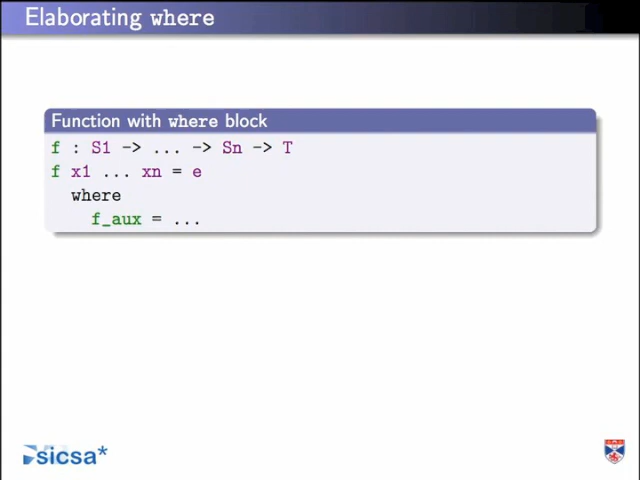 Elaborating where
Function with where block
f : S1 -> ... -> Sn -> T
f x1 ... xn = e
where
f_aux = ...
sicsa*